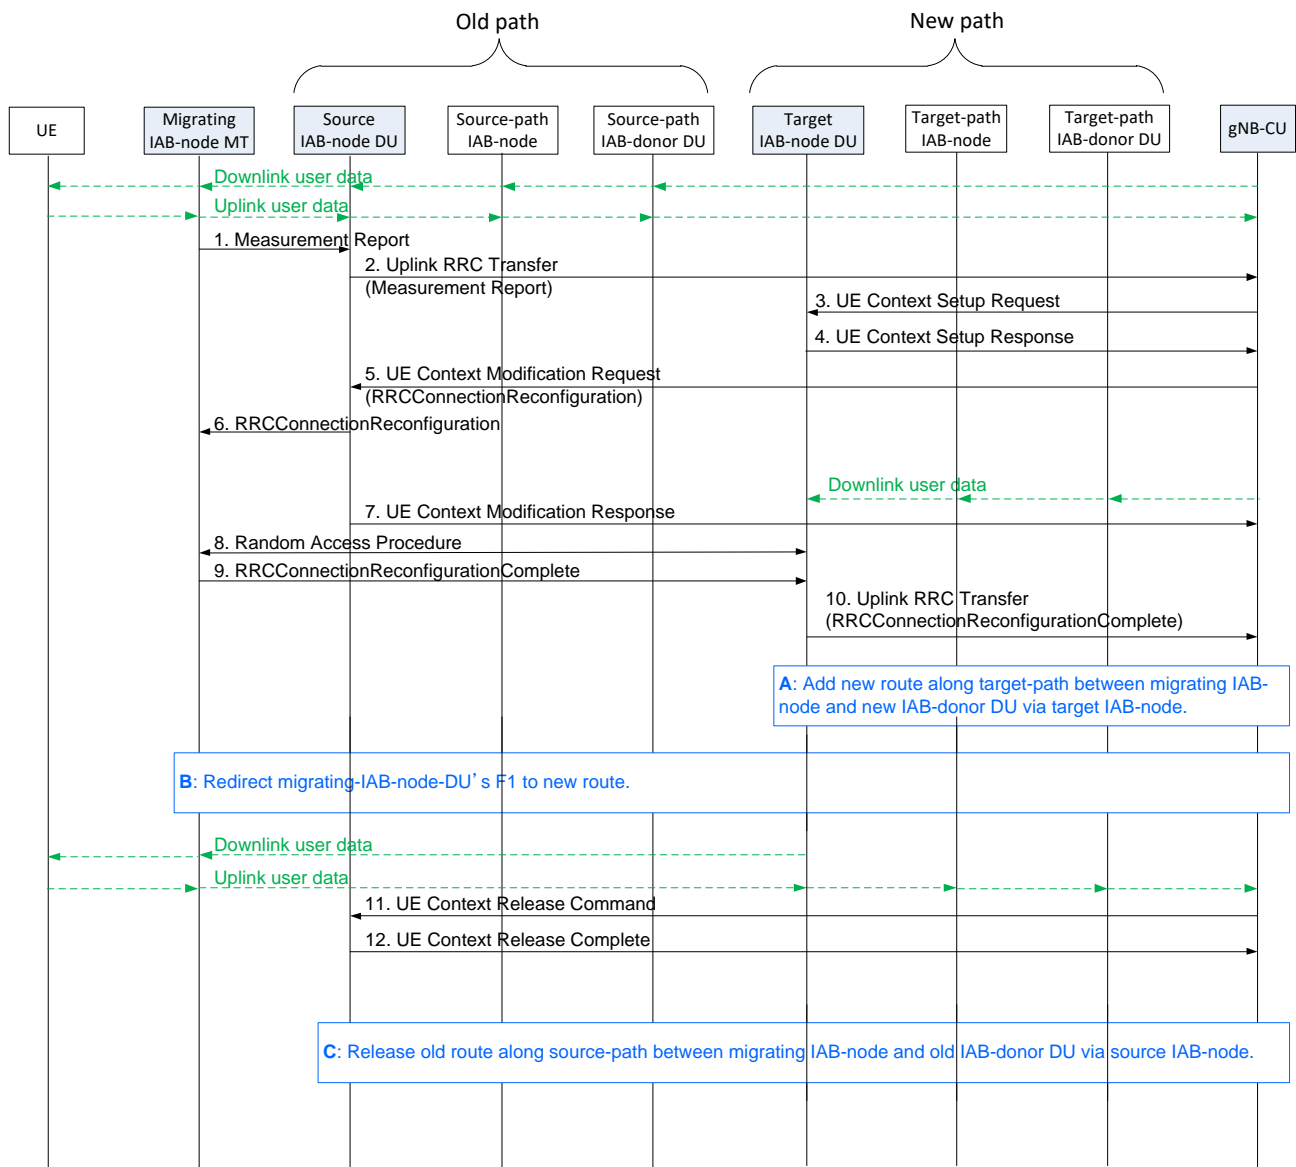 Old path
New path
UE
Migrating
IAB-node MT
Source
IAB-node DU
Source-path
IAB-node
Source-path
IAB-donor DU
Target
IAB-node DU
Target-path
IAB-node
Target-path
IAB-donor DU
gNB-CU
Downlink user data
Uplink user data
1. Measurement Report
2. Uplink RRC Transfer
(Measurement Report)
3. UE Context Setup Request
4. UE Context Setup Response
5. UE Context Modification Request
(RRCConnectionReconfiguration)
6. RRCConnectionReconfiguration
Downlink user data
7. UE Context Modification Response
8. Random Access Procedure
9. RRCConnectionReconfigurationComplete
10. Uplink RRC Transfer
(RRCConnectionReconfigurationComplete)
A: Add new route along target-path between migrating IAB-
node and new IAB-donor DU via target IAB-node.
B: Redirect migrating-IAB-node-DU’s F1 to new route.
Downlink user data
Uplink user data
11. UE Context Release Command
12. UE Context Release Complete
C: Release old route along source-path between migrating IAB-node and old IAB-donor DU via source IAB-node.